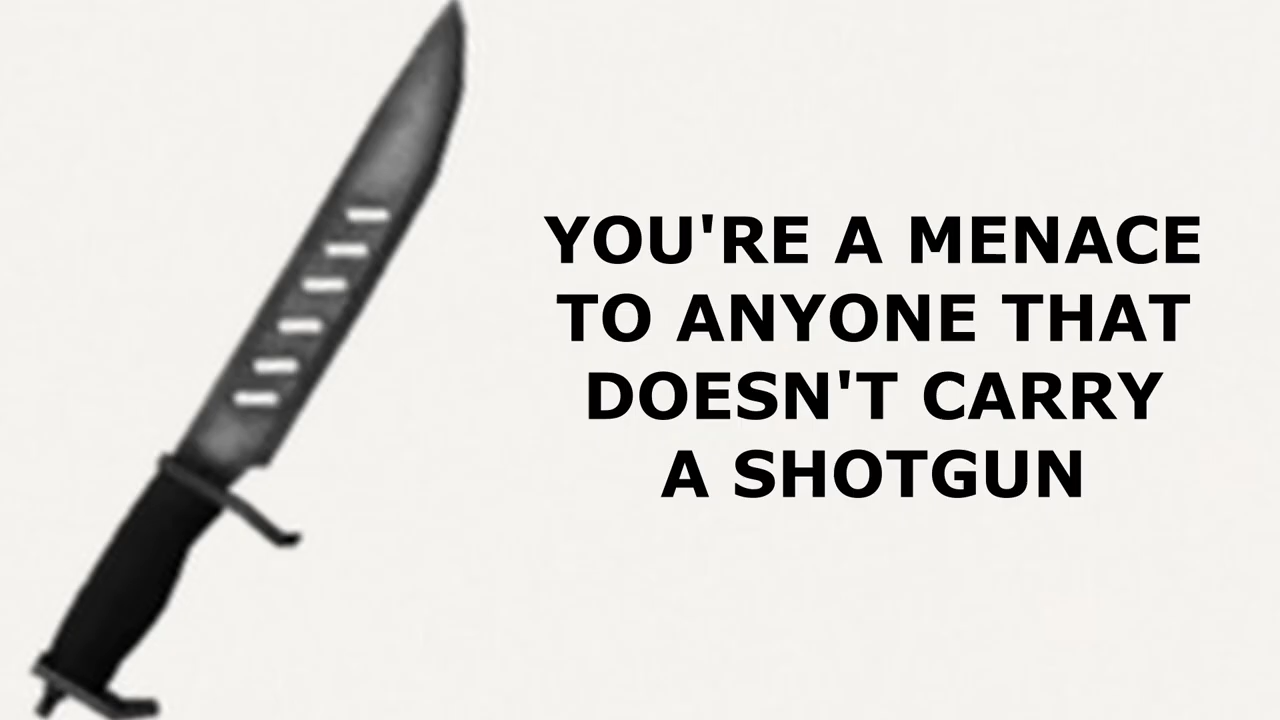 YOU'RE A MENACE
TO ANYONE THAT
DOESN'T CARRY
A SHOTGUN